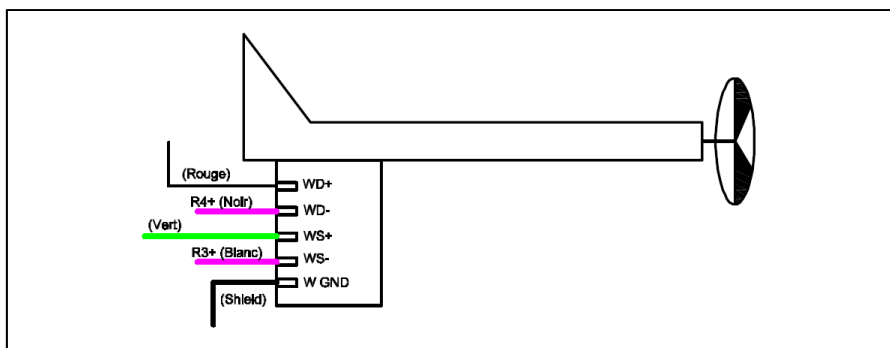 (Rouge) WD+
R4+ (Noir) WD-
(Vert) WS+
R3+ (Blanc) WS-
W GND
(Shield)